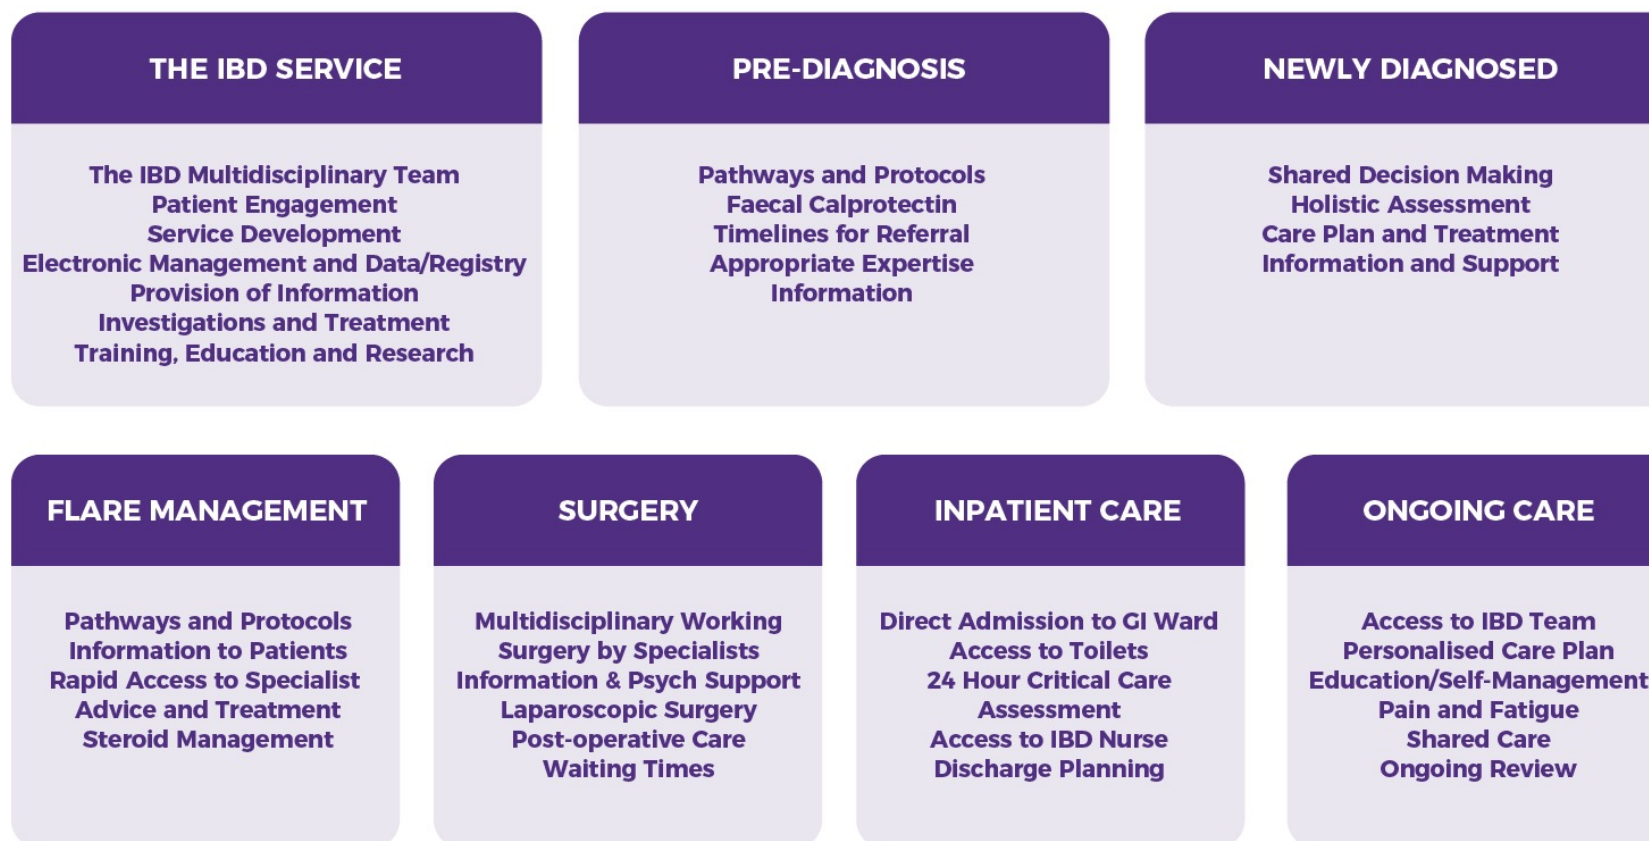 THE IBD SERVICE
The IBD Multidisciplinary Team
Patient Engagement
Service Development
Electronic Management and Data/Registry
Provision of Information
Investigations and Treatment
Training, Education and Research
PRE-DIAGNOSIS
Pathways and Protocols
Faecal Calprotectin
Timelines for Referral
Appropriate Expertise
Information
NEWLY DIAGNOSED
Shared Decision Making
Holistic Assessment
Care Plan and Treatment
Information and Support
FLARE MANAGEMENT
Pathways and Protocols
Information to Patients
Rapid Access to Specialist
Advice and Treatment
Steroid Management
SURGERY
Multidisciplinary Working
Surgery by Specialists
Information & Psych Support
Laparoscopic Surgery
Post-operative Care
Waiting Times
INPATIENT CARE
Direct Admission to GI Ward
Access to Toilets
24 Hour Critical Care
Assessment
Access to IBD Nurse
Discharge Planning
ONGOING CARE
Access to IBD Team
Personalised Care Plan
Education/Self-Management
Pain and Fatigue
Shared Care
Ongoing Review